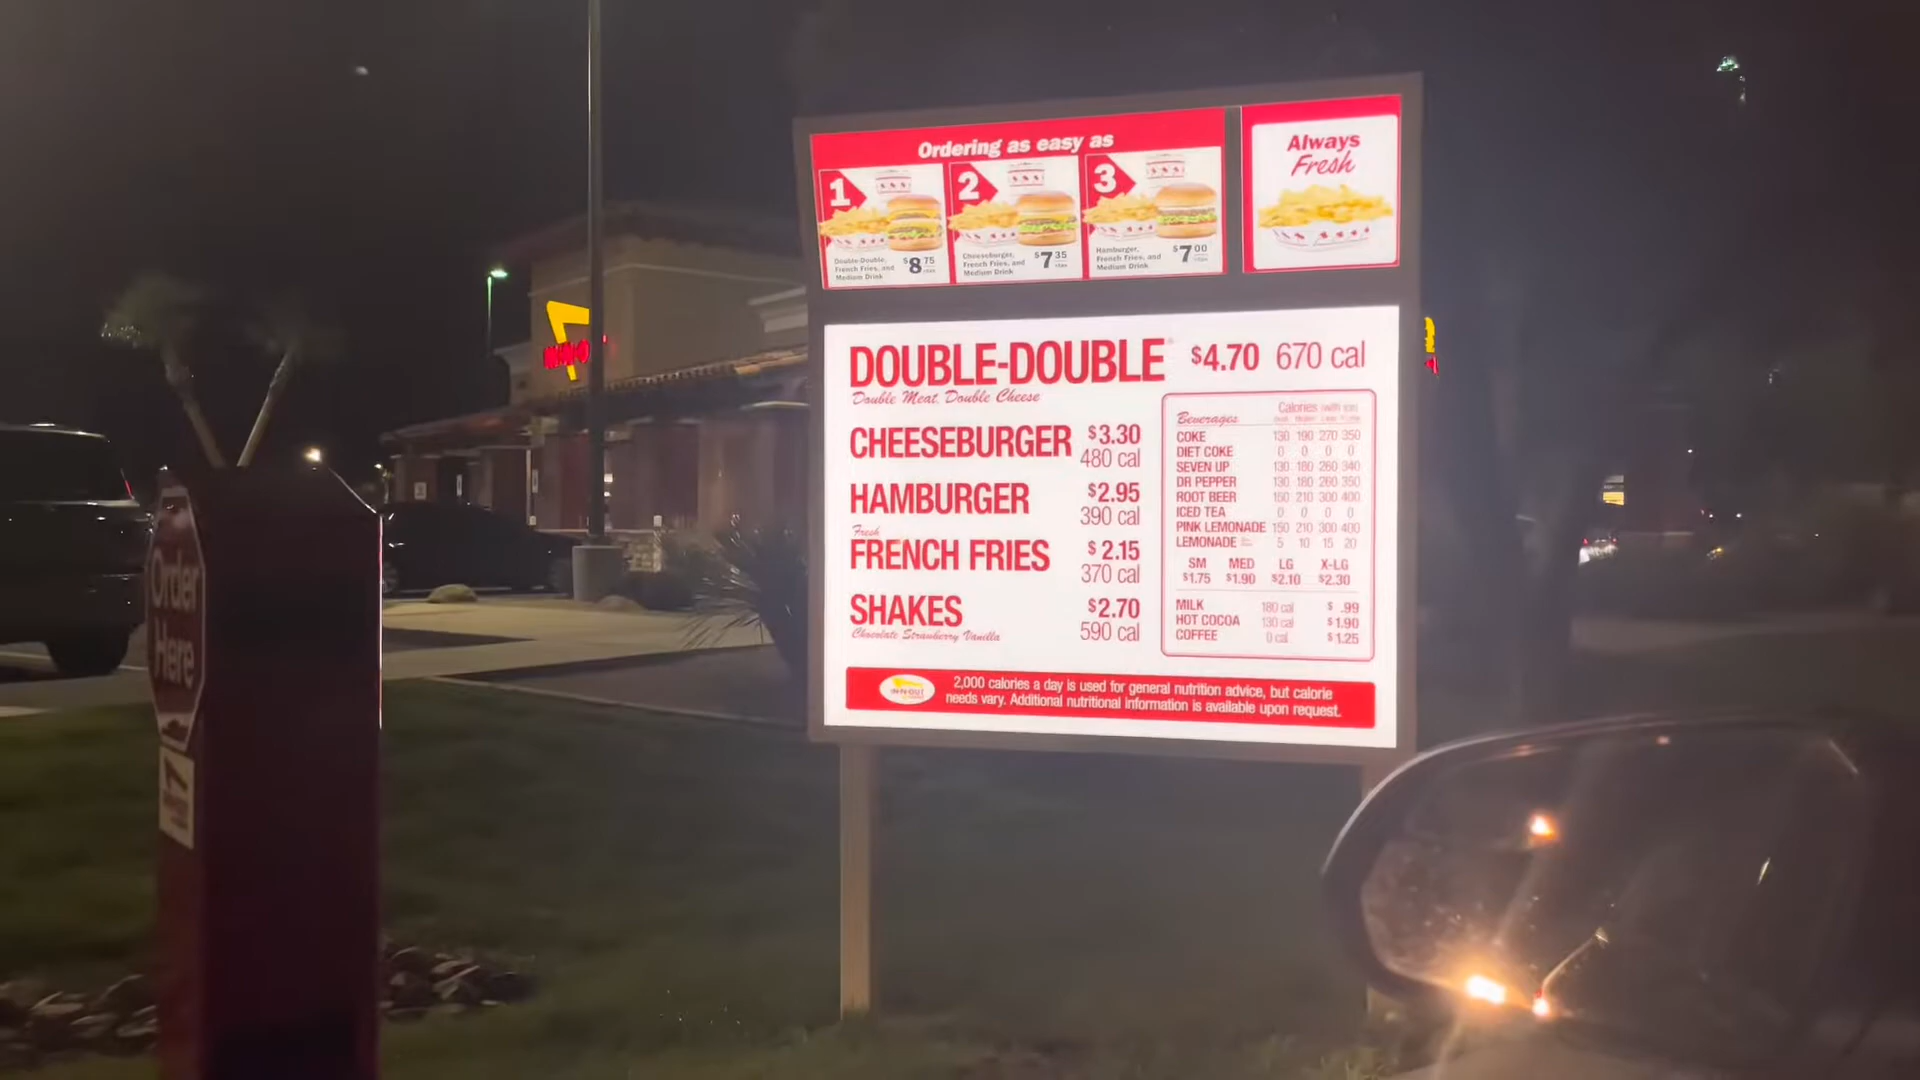 Ordering as easy as
1
2
3
Double-Double,
French Fries, and
Medium Drink
$8 75
Cheeseburger,
French Fries, and
Medium Drink
$7 35
Hamburger,
French Fries, and
Medium Drink
$7 00
Always
Fresh
DOUBLE-DOUBLE $4.70 670 cal
Double Meat, Double Cheese
CHEESEBURGER $3.30
480 cal
HAMBURGER $2.95
390 cal
Fresh
FRENCH FRIES $2.15
370 cal
SHAKES $2.70
Chocolate Strawberry Vanilla 590 cal
Beverages Calories
COKE 130 190 270 350
DIET COKE 0 0 0 0
SEVEN UP 130 180 260 340
DR PEPPER 130 180 260 350
ROOT BEER 150 210 300 400
ICED TEA 0 0 0 0
PINK LEMONADE 150 210 300 400
LEMONADE 5 10 15 20
SM MED LG X-LG
$1.75 $1.90 $2.10 $2.30
MILK 180 cal $ .99
HOT COCOA 130 cal $1.90
COFFEE 0 cal $1.25
IN-N-OUT
2,000 calories a day is used for general nutrition advice, but calorie
needs vary. Additional nutritional information is available upon request.
Order
Here
IN-N-O